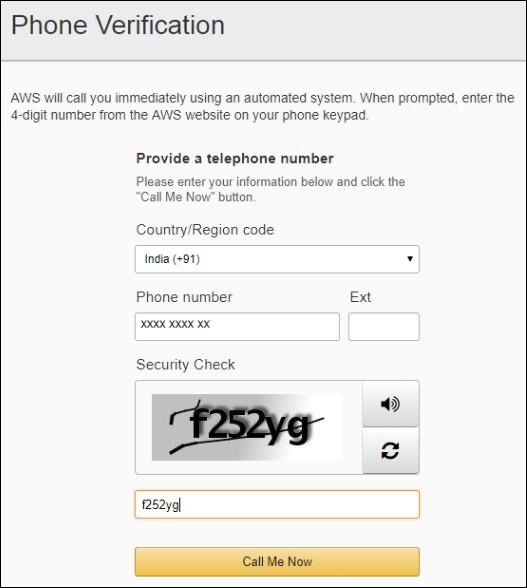 Phone Verification
AWS will call you immediately using an automated system. When prompted, enter the
4-digit number from the AWS website on your phone keypad.
Provide a telephone number
Please enter your information below and click the
"Call Me Now" button.
Country/Region code
India (+91)
Phone number Ext
xxxx xxxx xx
Security Check
f252yg
f252yg
Call Me Now